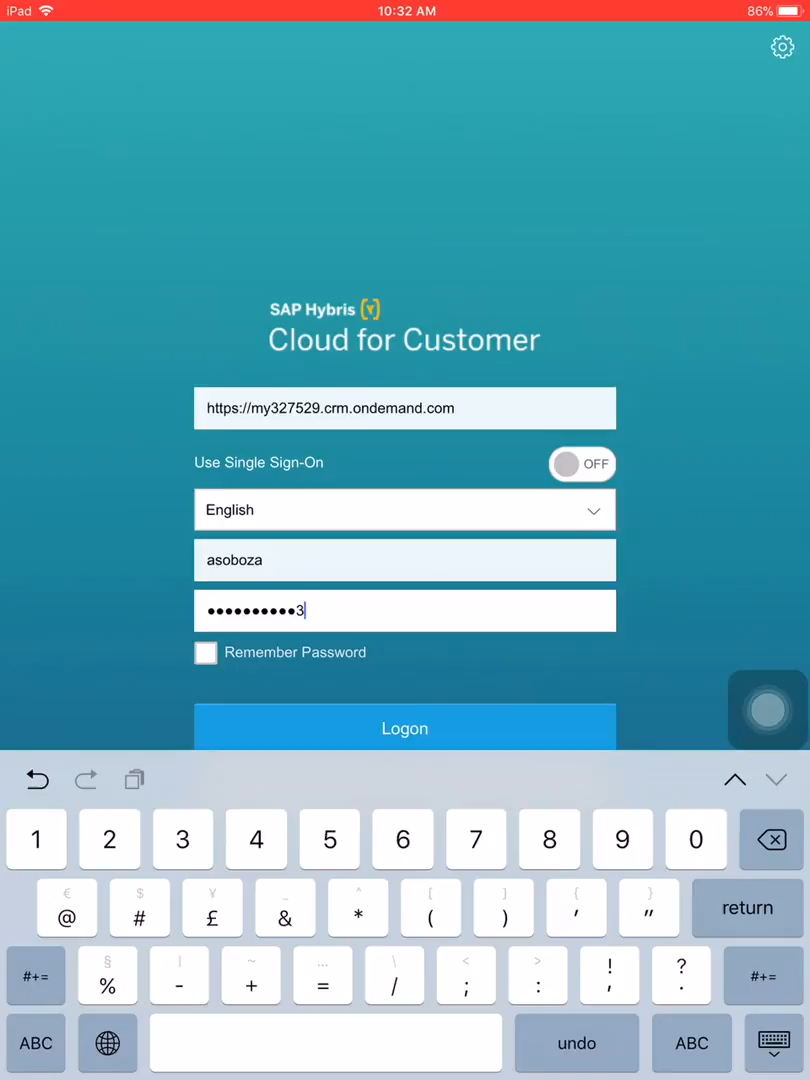 iPad 10:32 AM 86%
SAP Hybris
Cloud for Customer
https://my327529.crm.ondemand.com
Use Single Sign-On OFF
English
asoboza
●●●●●●●●●●3
Remember Password
Logon
1 2 3 4 5 6 7 8 9 0
€ $ ¥ _ ^ [ ] { }
@ # £ & * ( ) ' "
return
§ | ~ … \ < > ! ?
#+= % - + = / ; : , . #+=
ABC undo ABC